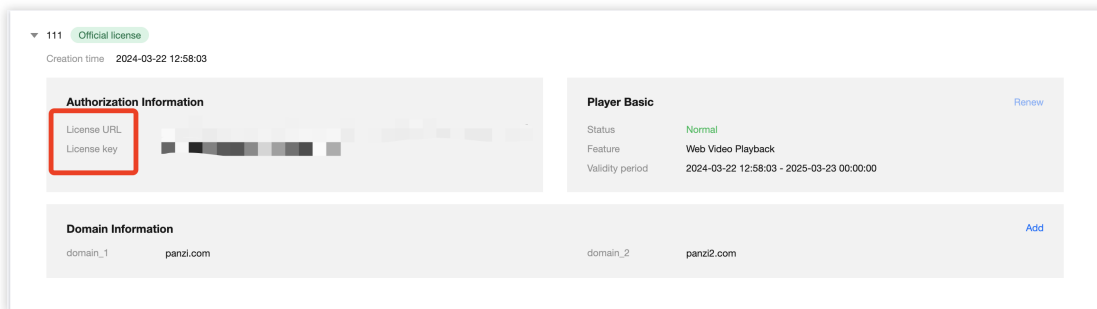 111 Official license
Creation time 2024-03-22 12:58:03
Authorization Information
License URL
License key
Player Basic Renew
Status Normal
Feature Web Video Playback
Validity period 2024-03-22 12:58:03 - 2025-03-23 00:00:00
Domain Information Add
domain_1 panzi.com
domain_2 panzi2.com